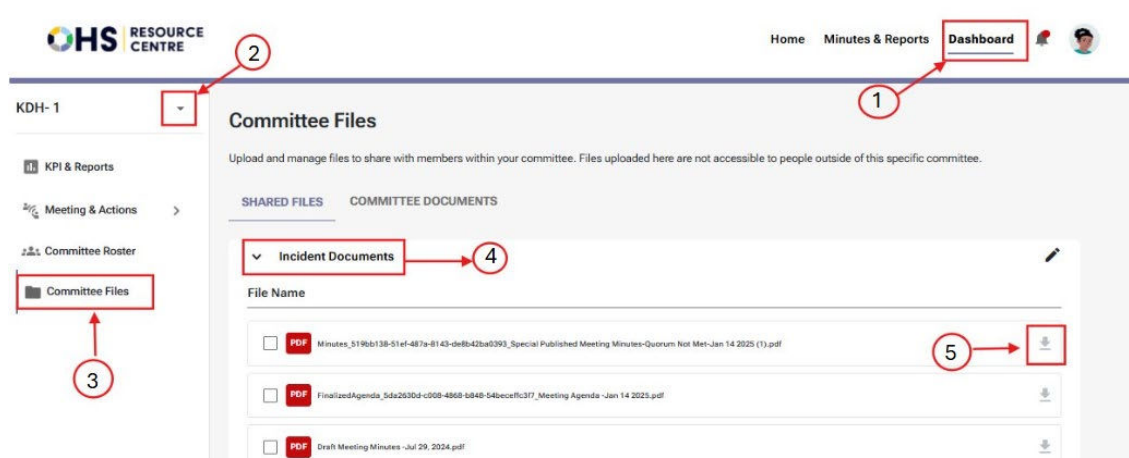 OHS RESOURCE CENTRE
2
Home Minutes & Reports Dashboard
1
KDH- 1
Committee Files
Upload and manage files to share with members within your committee. Files uploaded here are not accessible to people outside of this specific committee.
KPI & Reports
Meeting & Actions
Committee Roster
Committee Files
3
SHARED FILES COMMITTEE DOCUMENTS
Incident Documents
4
File Name
PDF Minutes_519bb138-51ef-487a-8143-de8b42ba0393_Special Published Meeting Minutes-Quorum Not Met-Jan 14 2025 (1).pdf
5
PDF FinalizedAgenda_5da2630d-c008-4868-b848-54beceffc3f7_Meeting Agenda -Jan 14 2025.pdf
PDF Draft Meeting Minutes -Jul 29, 2024.pdf